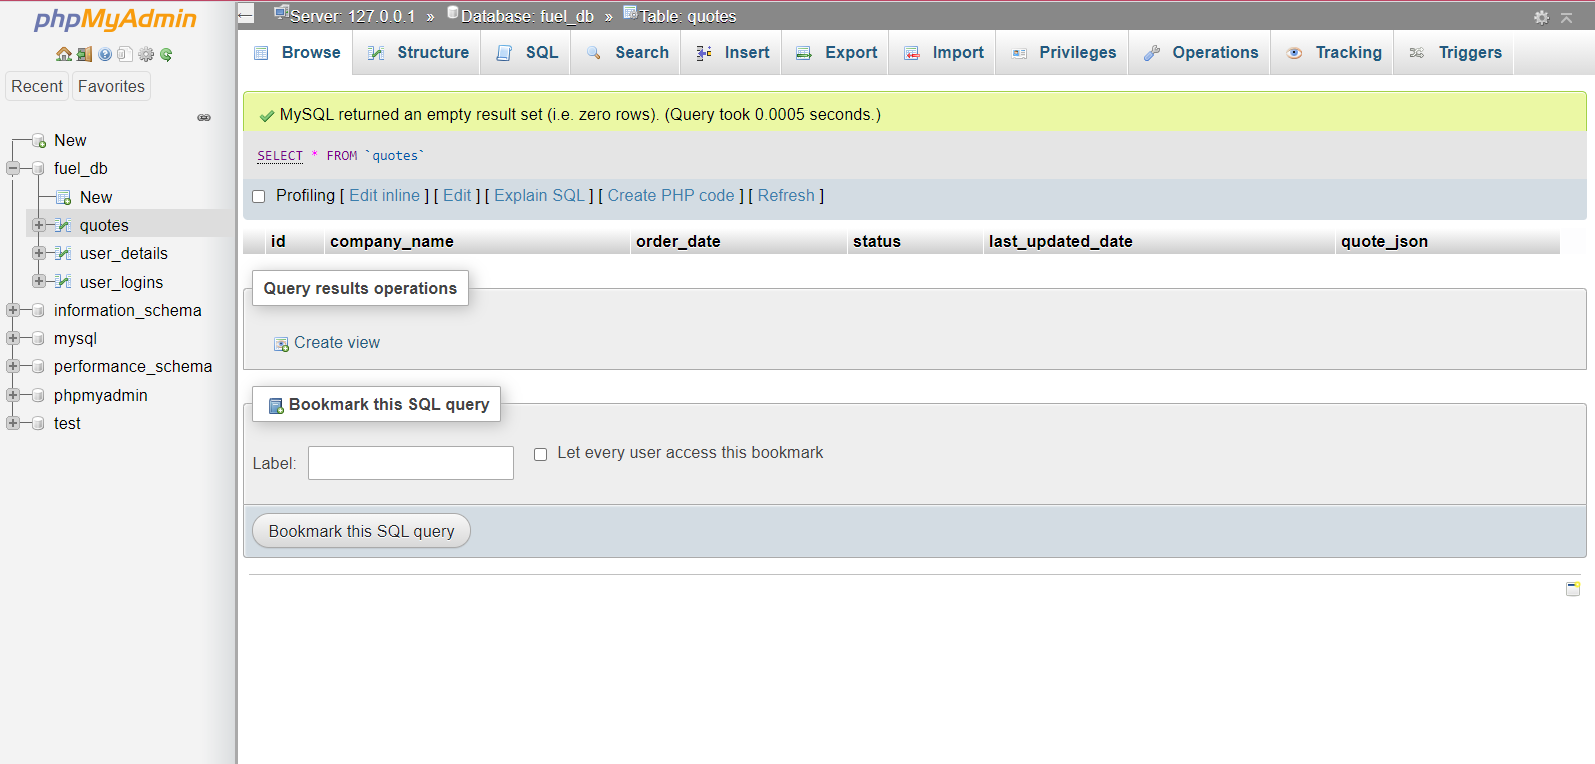 phpMyAdmin
Recent Favorites
New
fuel_db
New
quotes
user_details
user_logins
information_schema
mysql
performance_schema
phpmyadmin
test
Server: 127.0.0.1 » Database: fuel_db » Table: quotes
Browse Structure SQL Search Insert Export Import Privileges Operations Tracking Triggers
MySQL returned an empty result set (i.e. zero rows). (Query took 0.0005 seconds.)
SELECT * FROM `quotes`
Profiling [ Edit inline ] [ Edit ] [ Explain SQL ] [ Create PHP code ] [ Refresh ]
id company_name order_date status last_updated_date quote_json
Query results operations
Create view
Bookmark this SQL query
Label: Let every user access this bookmark
Bookmark this SQL query